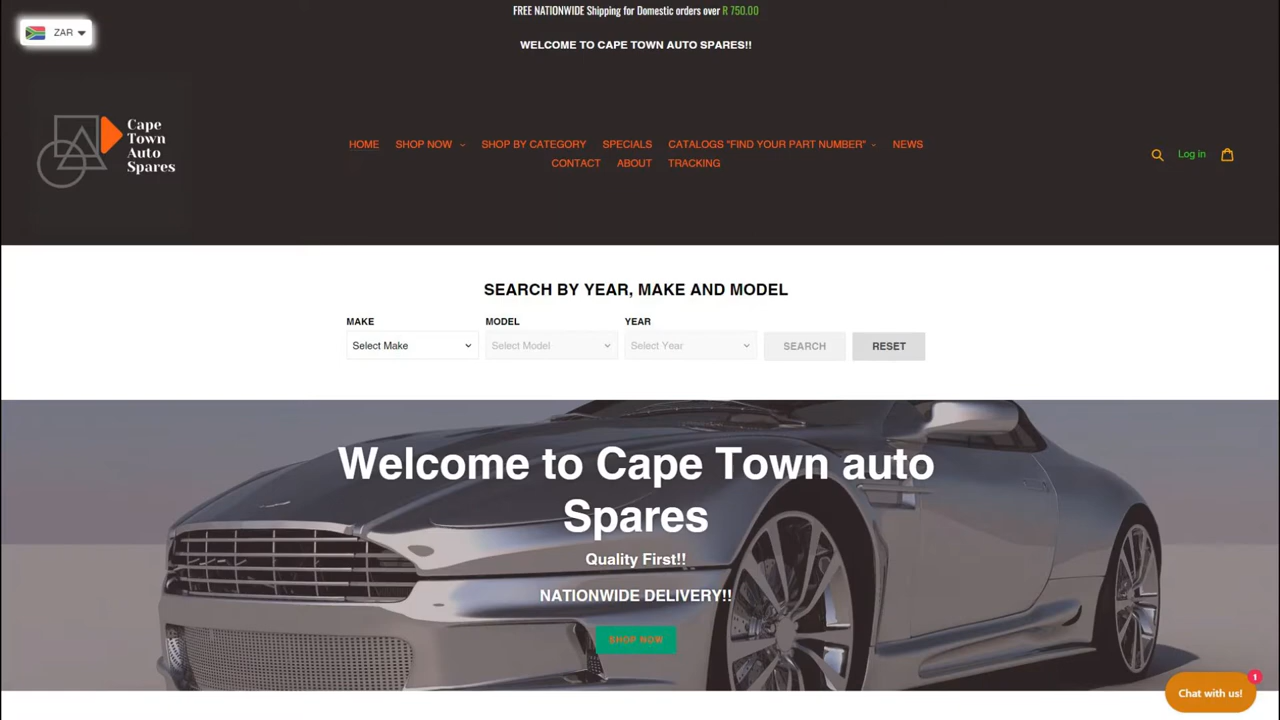 FREE NATIONWIDE Shipping for Domestic orders over R 750.00
ZAR
WELCOME TO CAPE TOWN AUTO SPARES!!
Cape
Town
Auto
Spares
HOME SHOP NOW SHOP BY CATEGORY SPECIALS CATALOGS "FIND YOUR PART NUMBER" NEWS
CONTACT ABOUT TRACKING
Log in
SEARCH BY YEAR, MAKE AND MODEL
MAKE MODEL YEAR
Select Make Select Model Select Year SEARCH RESET
Welcome to Cape Town auto
Spares
Quality First!!
NATIONWIDE DELIVERY!!
SHOP NOW
1
Chat with us!